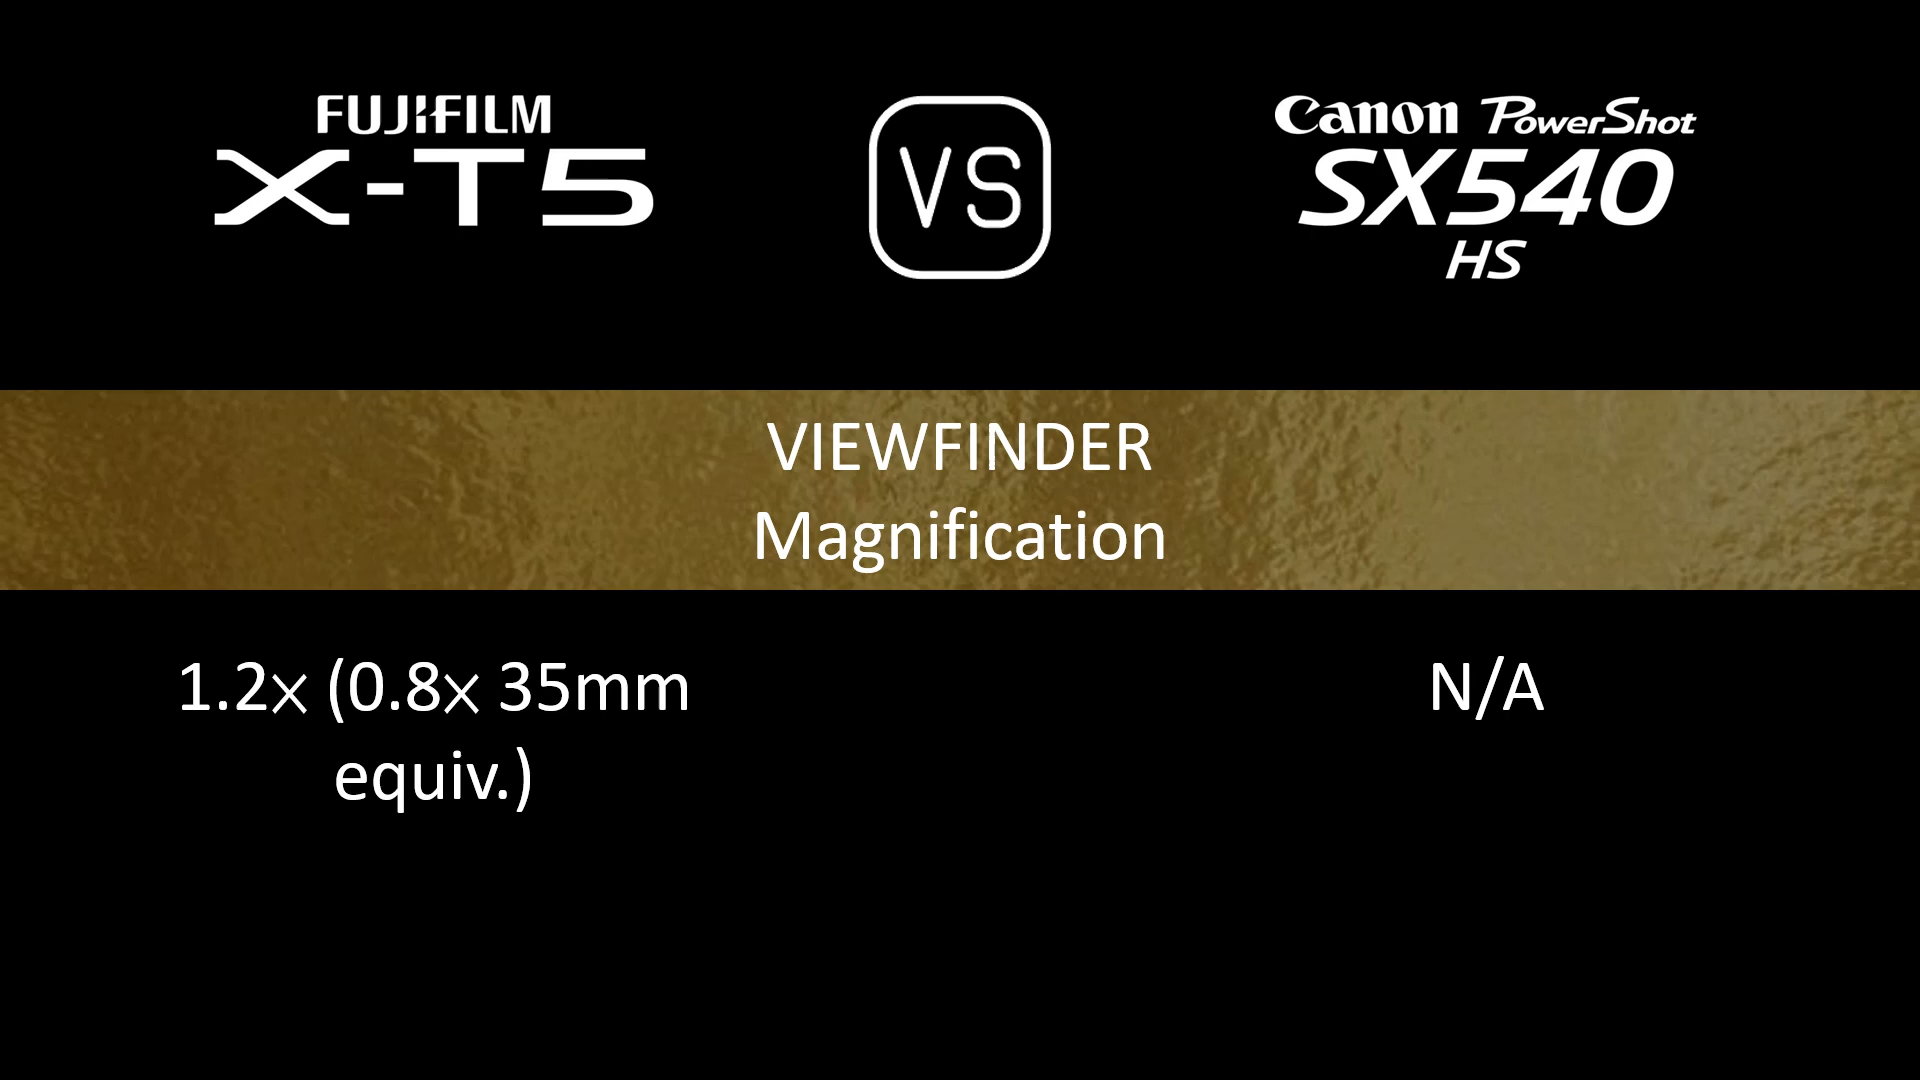 FUJIFILM
X-T5
VS
Canon PowerShot
SX540
HS
VIEWFINDER
Magnification
1.2x (0.8x 35mm
equiv.)
N/A